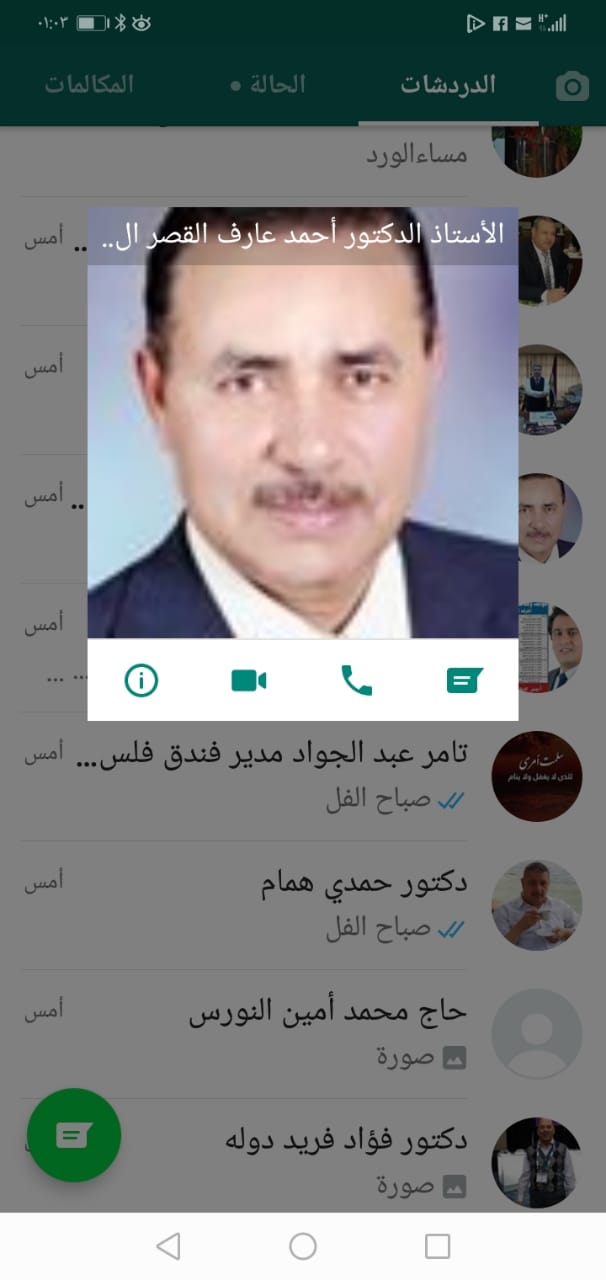 ٠١:٠٣
H+
الدردشات
الحالة
المكالمات
مساءالورد
الأستاذ الدكتور أحمد عارف القصر ال..
أمس
أمس
أمس
أمس
تامر عبد الجواد مدير فندق فلس...
أمس
صباح الفل
دكتور حمدي همام
أمس
صباح الفل
حاج محمد أمين النورس
أمس
صورة
دكتور فؤاد فريد دوله
صورة